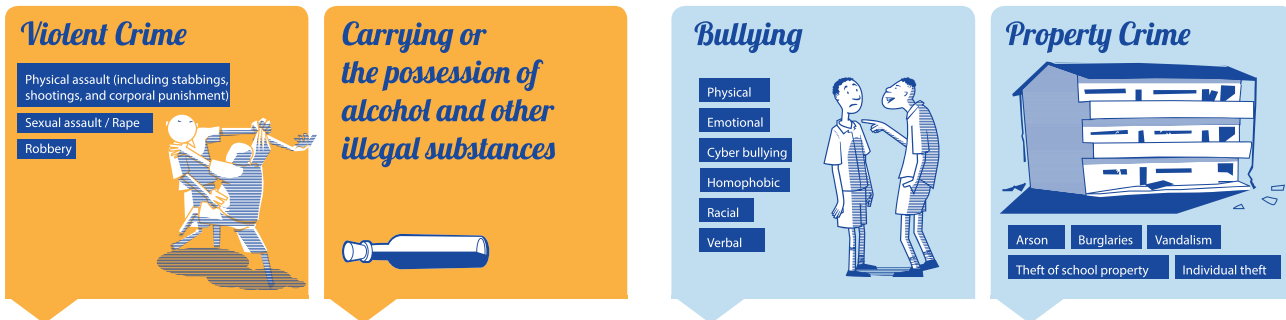 Violent Crime
Physical assault (including stabbings,
shootings, and corporal punishment)
Sexual assault / Rape
Robbery
Carrying or
the possession of
alcohol and other
illegal substances
Bullying
Physical
Emotional
Cyber bullying
Homophobic
Racial
Verbal
Property Crime
Arson
Burglaries
Vandalism
Theft of school property
Individual theft